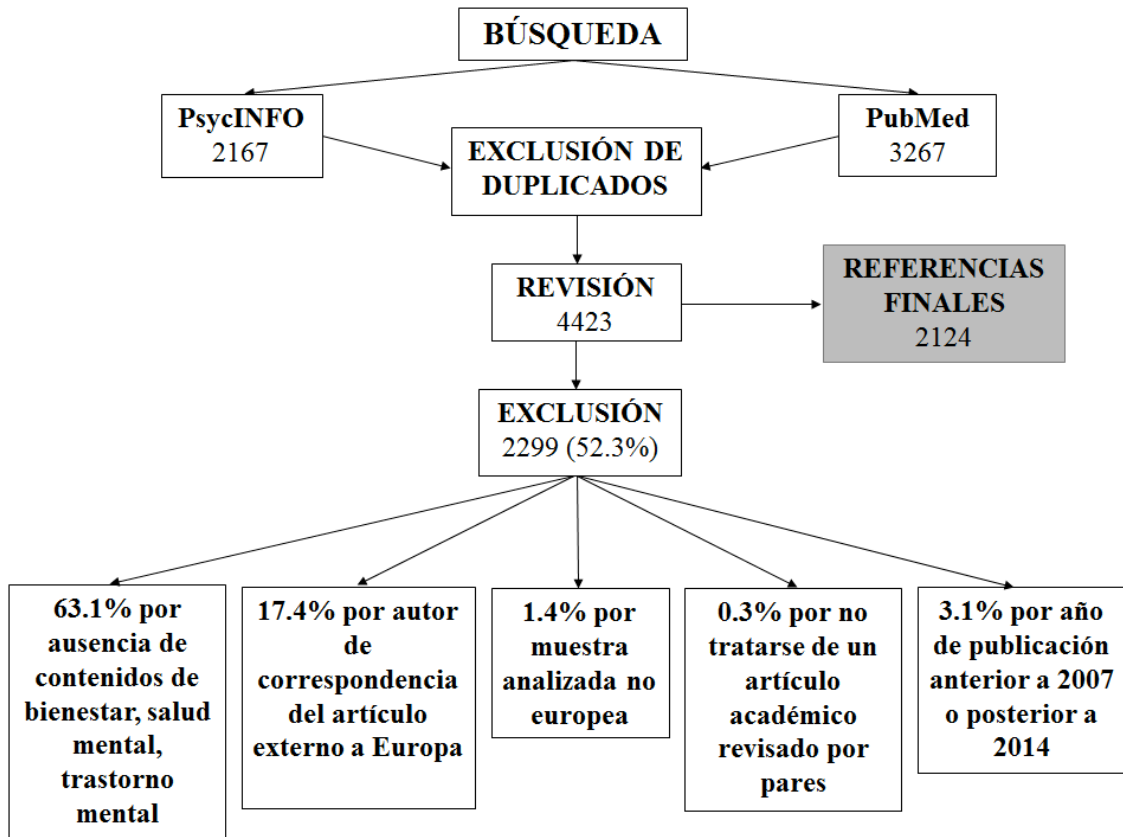 BÚSQUEDA
PsycINFO
2167
PubMed
3267
EXCLUSIÓN DE
DUPLICADOS
REVISIÓN
4423
REFERENCIAS
FINALES
2124
EXCLUSIÓN
2299 (52.3%)
63.1% por
ausencia de
contenidos de
bienestar, salud
mental,
trastorno
mental
17.4% por autor
de
correspondencia
del artículo
externo a Europa
1.4% por
muestra
analizada no
europea
0.3% por no
tratarse de un
artículo
académico
revisado por
pares
3.1% por año
de publicación
anterior a 2007
o posterior a
2014